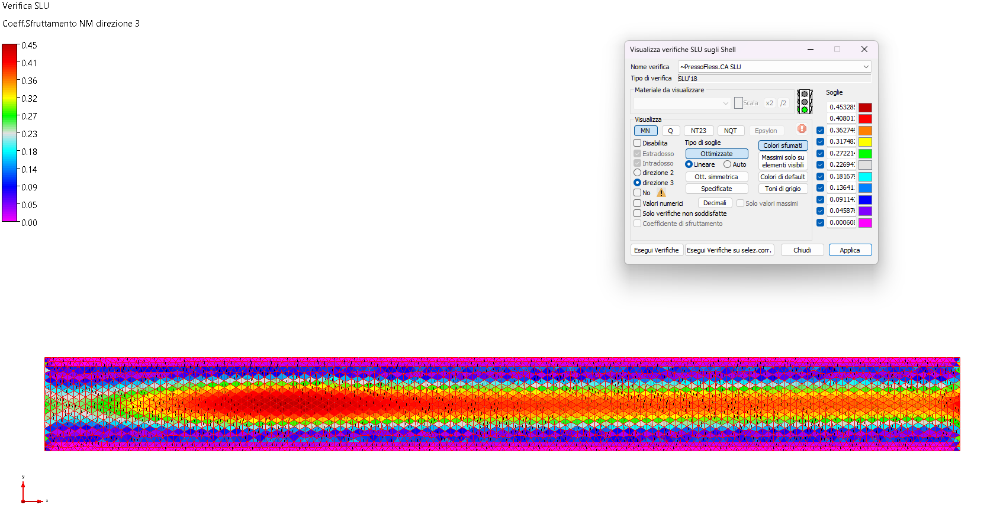 Verifica SLU
Coeff.Sfruttamento NM direzione 3
0.45
0.41
0.36
0.32
0.27
0.23
0.18
0.14
0.09
0.05
0.00
Visualizza verifiche SLU sugli Shell
Nome verifica ~PressoFless.CA SLU
Tipo di verifica SLU'18
Materiale da visualizzare
Scala x2 /2
Soglie
0.45328
0.40801
0.36274
0.31748
0.27221
0.22694
0.18167
0.13641
0.09114
0.04587
0.00060
Visualizza
MN Q NT23 NQT Epsylon
Disabilita
Estradosso
Intradosso
direzione 2
direzione 3
No
Valori numerici
Solo verifiche non soddisfatte
Coefficiente di sfruttamento
Tipo di soglie
Ottimizzate
Lineare Auto
Ott. simmetrica
Specificate
Decimali
Solo valori massimi
Colori sfumati
Massimi solo su
elementi visibili
Colori di default
Toni di grigio
Esegui Verifiche Esegui Verifiche su selez.corr. Chiudi Applica
y
x